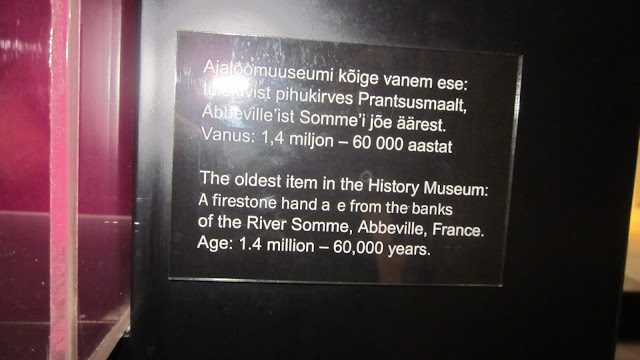 Ajaloomuuseumi kõige vanem ese:
tulekivist pihukirves Prantsusmaalt,
Abbeville'ist Somme'i jõe äärest.
Vanus: 1,4 miljon – 60 000 aastat
The oldest item in the History Museum:
A firestone hand a e from the banks
of the River Somme, Abbeville, France.
Age: 1.4 million – 60,000 years.